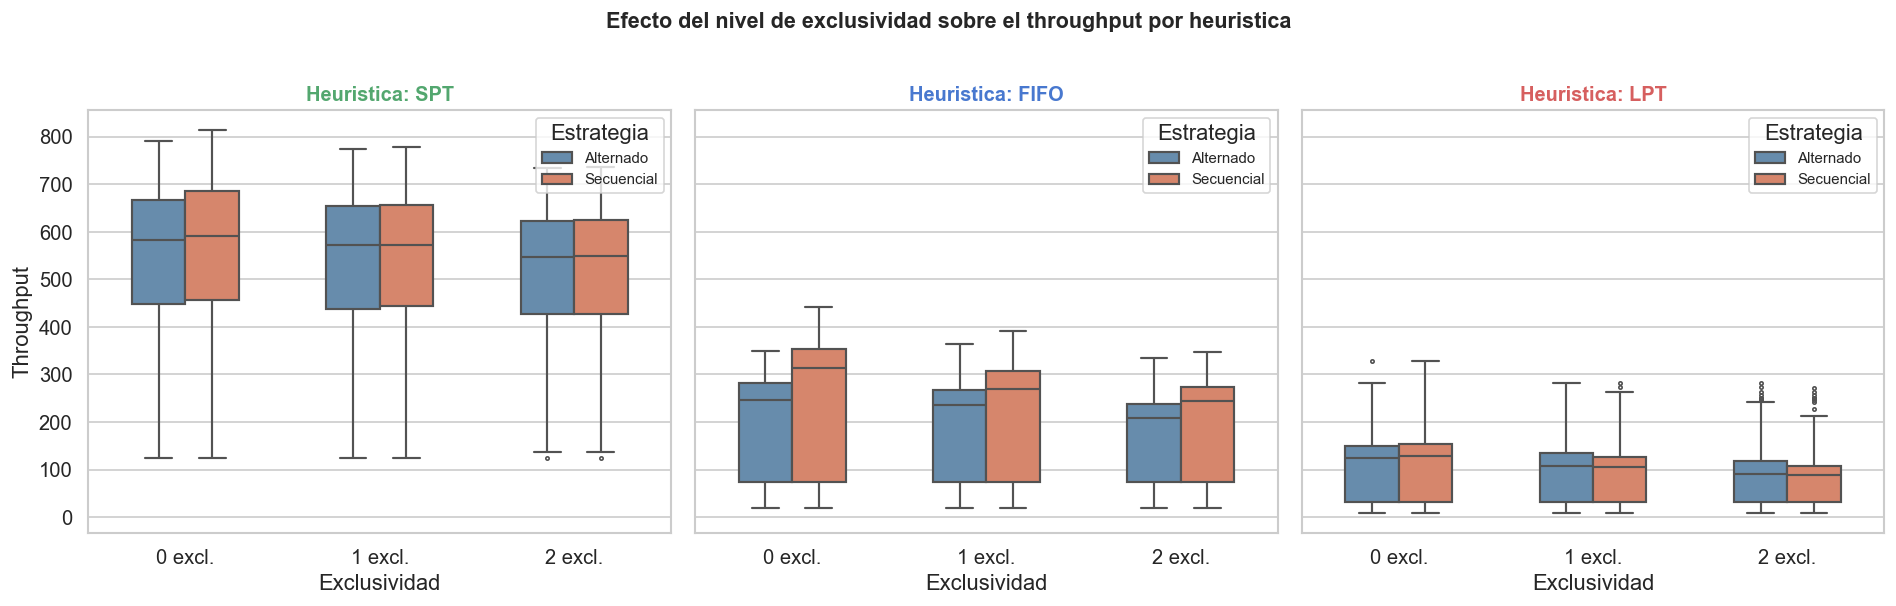 Efecto del nivel de exclusividad sobre el throughput por heuristica
Heuristica: SPT
Throughput
800
700
600
500
400
300
200
100
0
Estrategia
Alternado
Secuencial
0 excl.
1 excl.
2 excl.
Exclusividad
Heuristica: FIFO
Estrategia
Alternado
Secuencial
0 excl.
1 excl.
2 excl.
Exclusividad
Heuristica: LPT
Estrategia
Alternado
Secuencial
0 excl.
1 excl.
2 excl.
Exclusividad